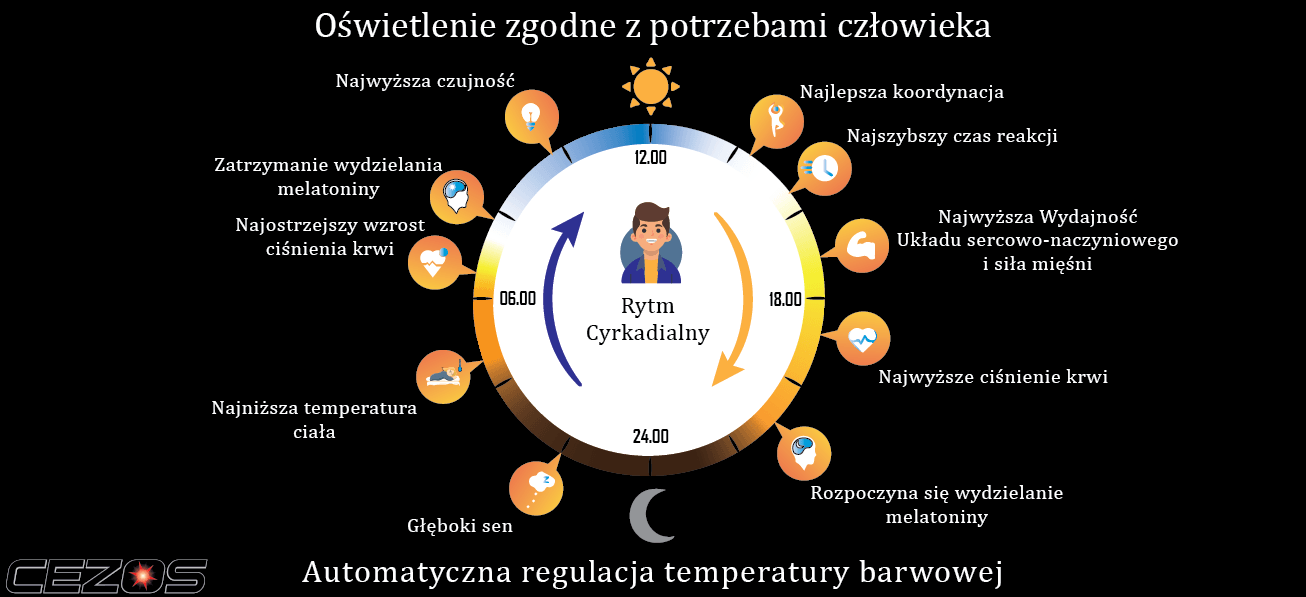 Oświetlenie zgodne z potrzebami człowieka
Najwyższa czujność
Najlepsza koordynacja
Najszybszy czas reakcji
12.00
Zatrzymanie wydzielania
melatoniny
Najostrzejszy wzrost
ciśnienia krwi
Najwyższa Wydajność
Układu sercowo-naczyniowego
i siła mięśni
06.00
18.00
Rytm
Cyrkadialny
Najwyższe ciśnienie krwi
Najniższa temperatura
ciała
24.00
z
Głęboki sen
Rozpoczyna się wydzielanie
melatoniny
CEZOS
Automatyczna regulacja temperatury barwowej